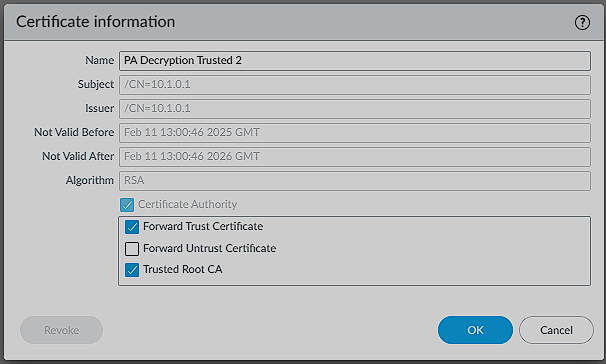 Certificate information
?
Name PA Decryption Trusted 2
Subject /CN=10.1.0.1
Issuer /CN=10.1.0.1
Not Valid Before Feb 11 13:00:46 2025 GMT
Not Valid After Feb 11 13:00:46 2026 GMT
Algorithm RSA
Certificate Authority
Forward Trust Certificate
Forward Untrust Certificate
Trusted Root CA
Revoke OK Cancel